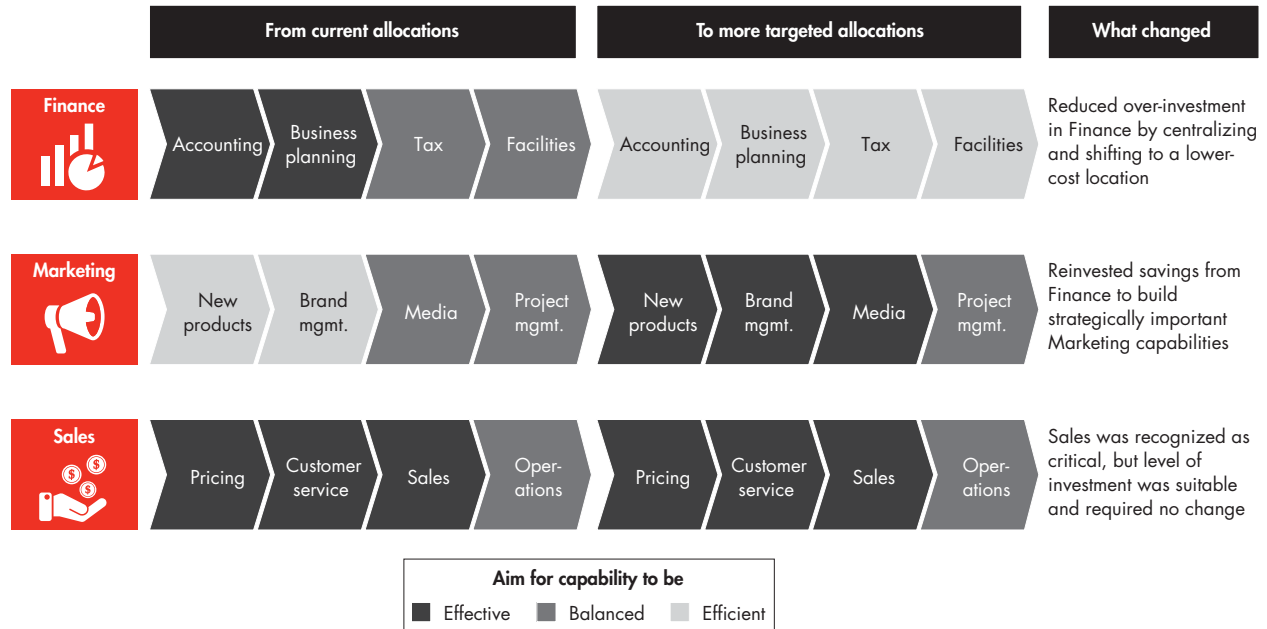 From current allocations
To more targeted allocations
What changed
Finance
Accounting
Business
planning
Tax
Facilities
Accounting
Business
planning
Tax
Facilities
Reduced over-investment
in Finance by centralizing
and shifting to a lower-
cost location
Marketing
New
products
Brand
mgmt.
Media
Project
mgmt.
New
products
Brand
mgmt.
Media
Project
mgmt.
Reinvested savings from
Finance to build
strategically important
Marketing capabilities
Sales
$
$
$
Pricing
Customer
service
Sales
Oper-
ations
Pricing
Customer
service
Sales
Oper-
ations
Sales was recognized as
critical, but level of
investment was suitable
and required no change
Aim for capability to be
Effective
Balanced
Efficient